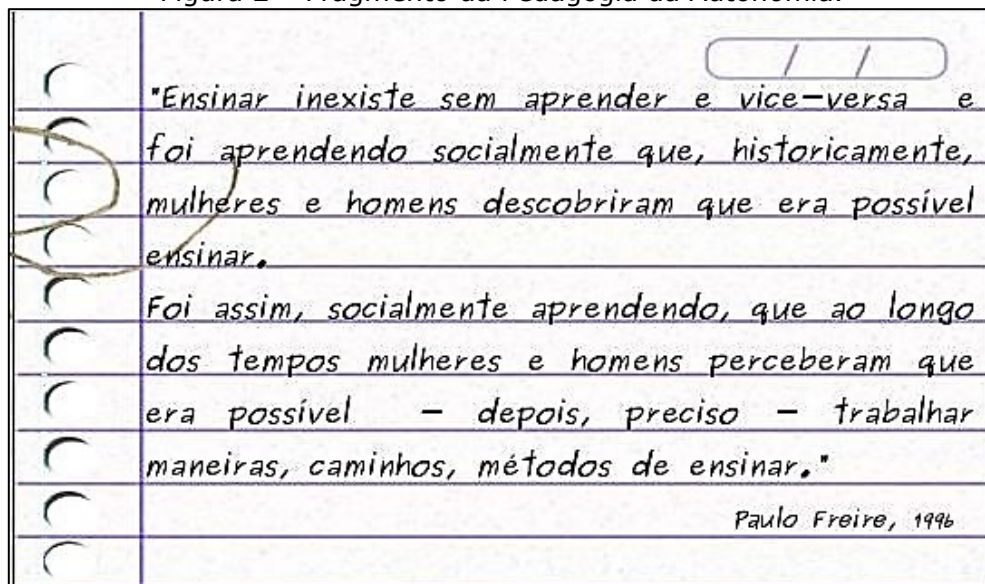 / /
"Ensinar inexiste sem aprender e vice-versa e
foi aprendendo socialmente que, historicamente,
mulheres e homens descobriram que era possível
ensinar.
Foi assim, socialmente aprendendo, que ao longo
dos tempos mulheres e homens perceberam que
era possível – depois, preciso – trabalhar
maneiras, caminhos, métodos de ensinar."
Paulo Freire, 1996